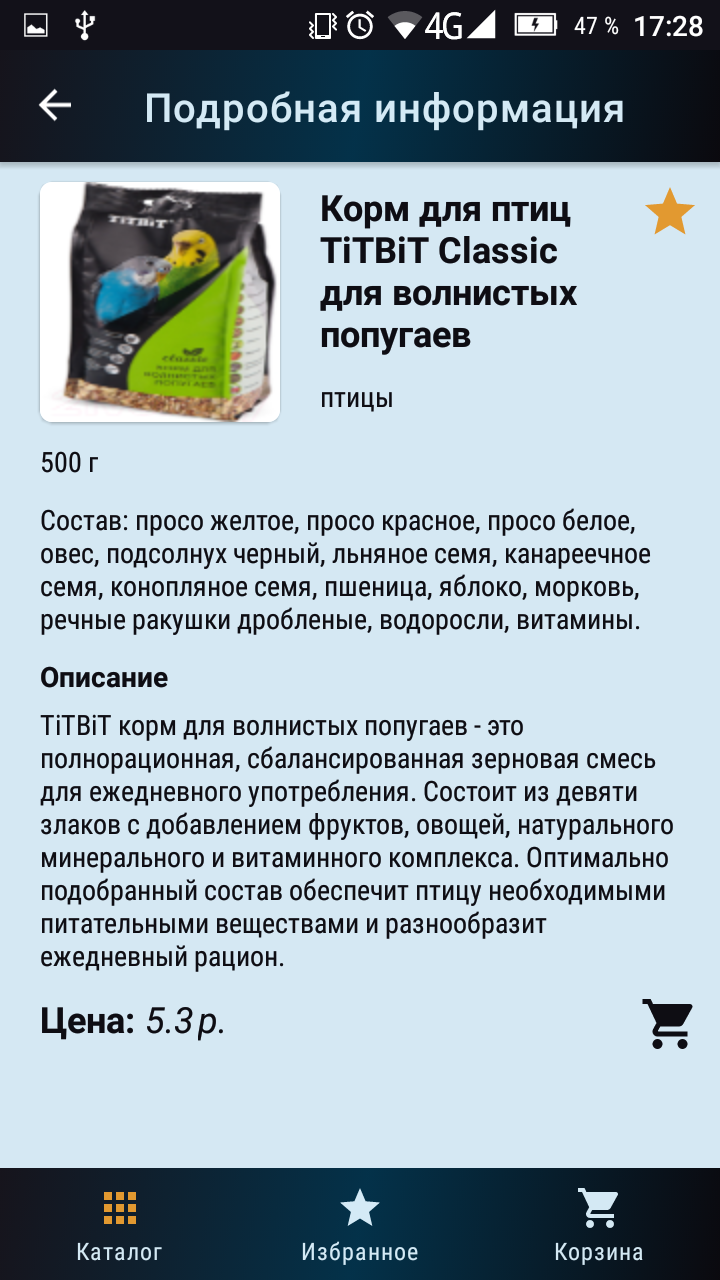 4G 47 % 17:28
Подробная информация
TiTBiT
classic
КОРМ ДЛЯ
ВОЛНИСТЫХ
ПОПУГАЕВ
Корм для птиц
TiTBiT Classic
для волнистых
попугаев
птицы
500 г
Состав: просо желтое, просо красное, просо белое,
овес, подсолнух черный, льняное семя, канареечное
семя, конопляное семя, пшеница, яблоко, морковь,
речные ракушки дробленые, водоросли, витамины.
Описание
TiTBiT корм для волнистых попугаев - это
полнорационная, сбалансированная зерновая смесь
для ежедневного употребления. Состоит из девяти
злаков с добавлением фруктов, овощей, натурального
минерального и витаминного комплекса. Оптимально
подобранный состав обеспечит птицу необходимыми
питательными веществами и разнообразит
ежедневный рацион.
Цена: 5.3 р.
Каталог Избранное Корзина